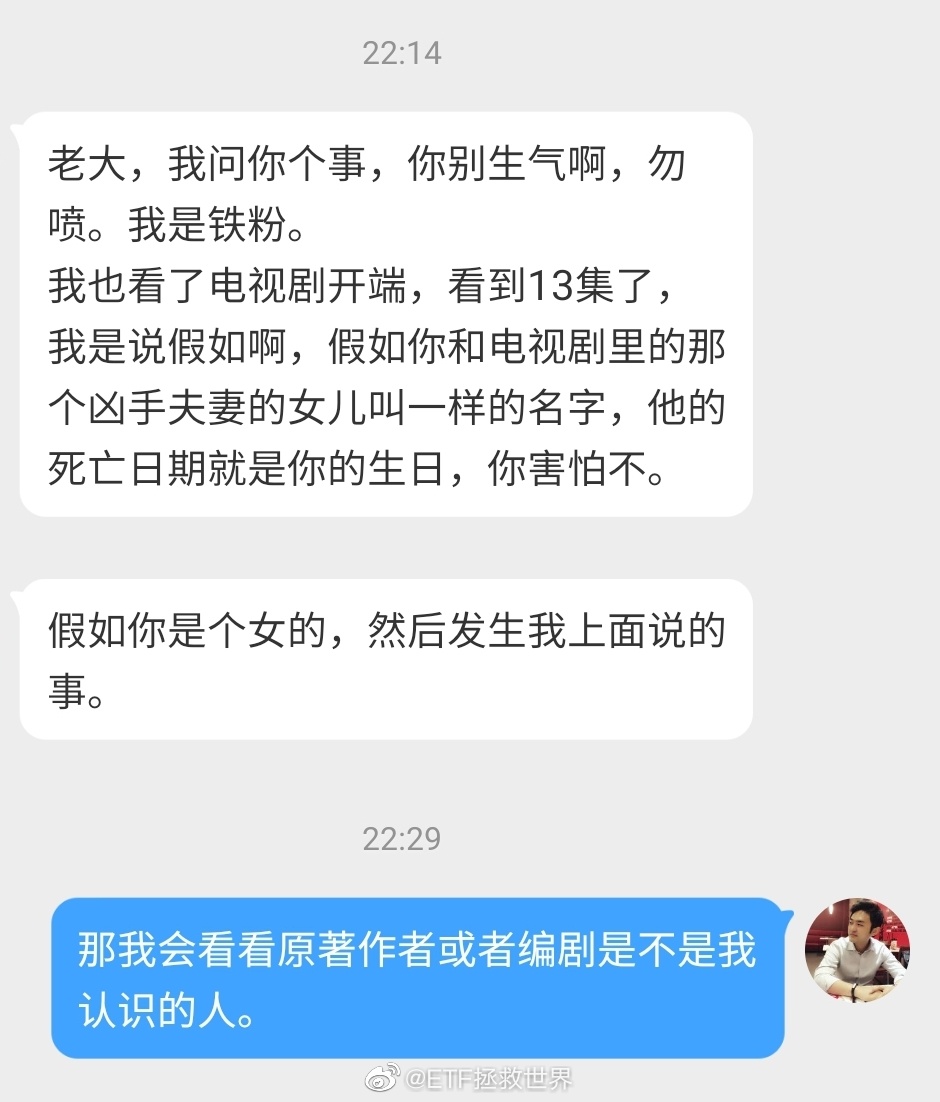 22:14
老大，我问你个事，你别生气啊，勿
喷。我是铁粉。
我也看了电视剧开端，看到13集了，
我是说假如啊，假如你和电视剧里的那
个凶手夫妻的女儿叫一样的名字，他的
死亡日期就是你的生日，你害怕不。
假如你是个女的，然后发生我上面说的
事。
22:29
那我会看看原著作者或者编剧是不是我
认识的人。
@ETF拯救世界